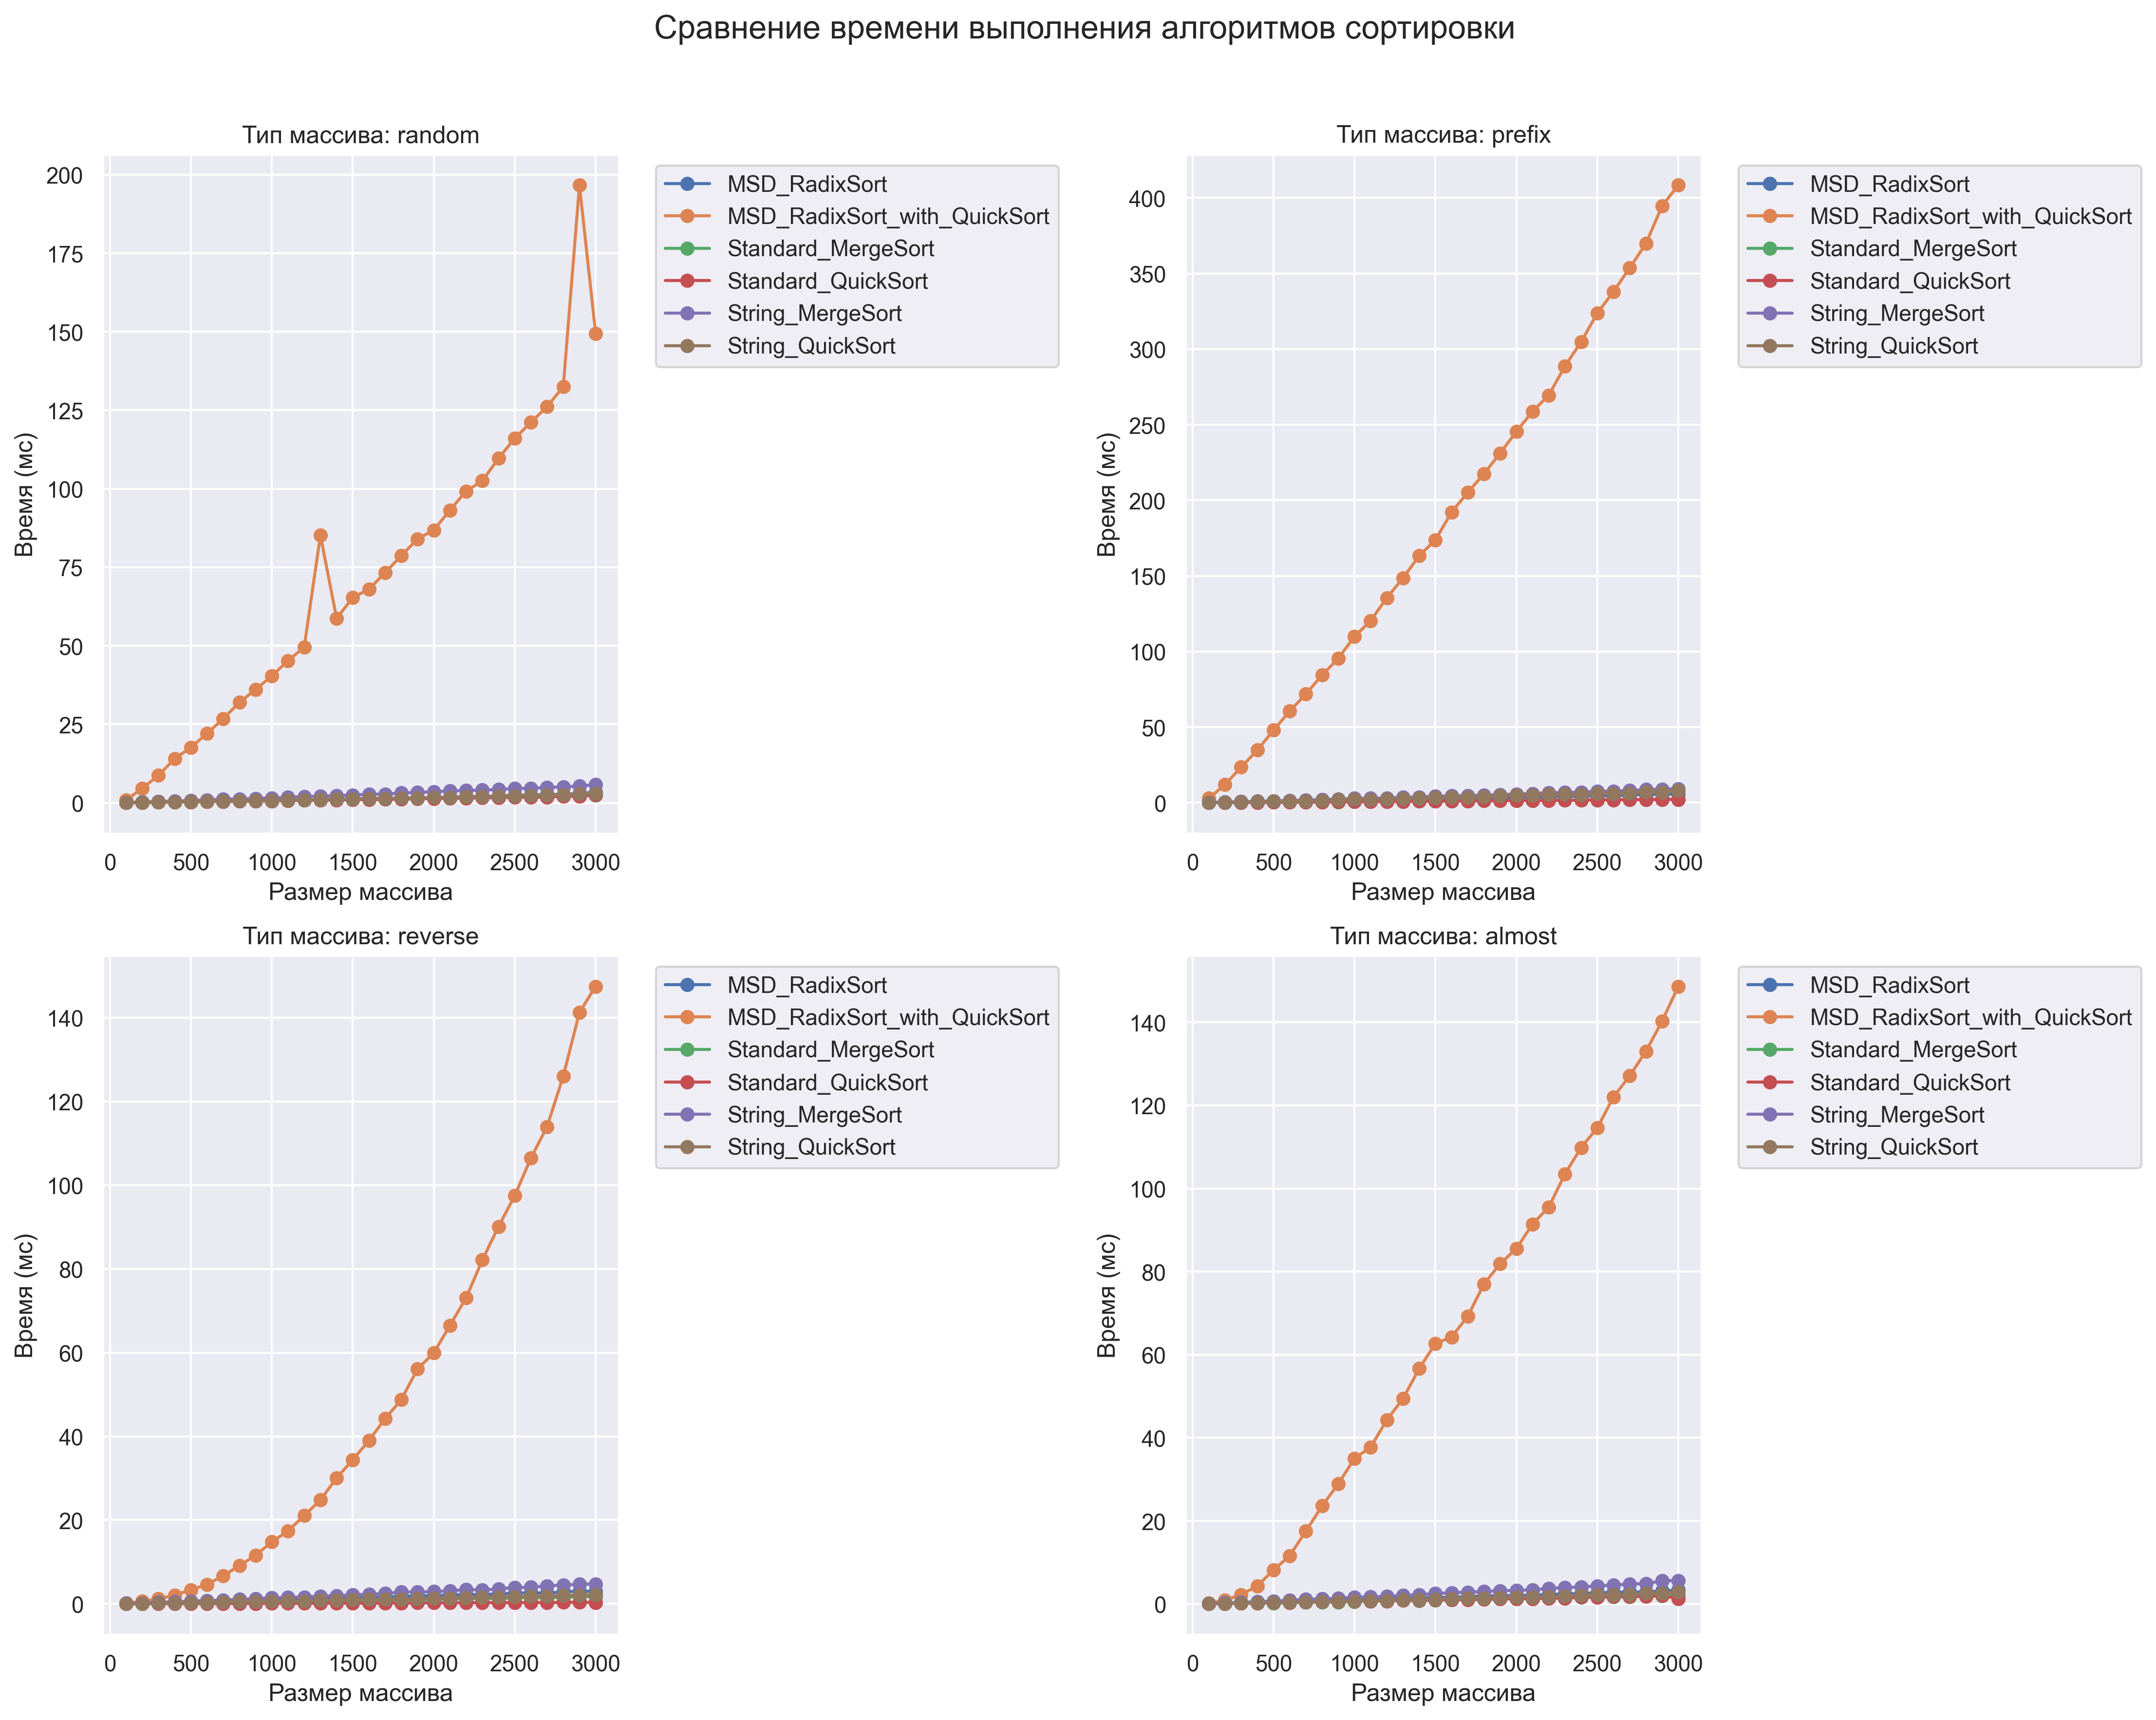 Сравнение времени выполнения алгоритмов сортировки
Тип массива: random
200
175
150
125
100
75
50
25
0
Время (мс)
0 500 1000 1500 2000 2500 3000
Размер массива
MSD_RadixSort
MSD_RadixSort_with_QuickSort
Standard_MergeSort
Standard_QuickSort
String_MergeSort
String_QuickSort
Тип массива: prefix
400
350
300
250
200
150
100
50
0
Время (мс)
0 500 1000 1500 2000 2500 3000
Размер массива
MSD_RadixSort
MSD_RadixSort_with_QuickSort
Standard_MergeSort
Standard_QuickSort
String_MergeSort
String_QuickSort
Тип массива: reverse
140
120
100
80
60
40
20
0
Время (мс)
0 500 1000 1500 2000 2500 3000
Размер массива
MSD_RadixSort
MSD_RadixSort_with_QuickSort
Standard_MergeSort
Standard_QuickSort
String_MergeSort
String_QuickSort
Тип массива: almost
140
120
100
80
60
40
20
0
Время (мс)
0 500 1000 1500 2000 2500 3000
Размер массива
MSD_RadixSort
MSD_RadixSort_with_QuickSort
Standard_MergeSort
Standard_QuickSort
String_MergeSort
String_QuickSort